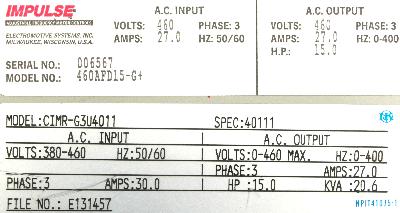 IMPULSE
ELECTROMOTIVE SYSTEMS, INC.
MILWAUKEE, WISCONSIN, USA.
A.C. INPUT
VOLTS: 460 PHASE: 3
AMPS: 27.0 HZ: 50/60
A.C. OUTPUT
VOLTS: 460 PHASE: 3
AMPS: 27.0 HZ: 0-400
H.P.: 15.0
SERIAL NO.: 006567
MODEL NO.: 460AFD15-G+
MODEL:CIMR-G3U4011 SPEC:40111
A.C. INPUT A.C. OUTPUT
VOLTS:380-460 HZ:50/60 VOLTS:0-460 MAX. HZ:0-400
PHASE:3 AMPS:27.0
PHASE:3 AMPS:30.0 HP :15.0 KVA :20.6
FILE NO.: E131457